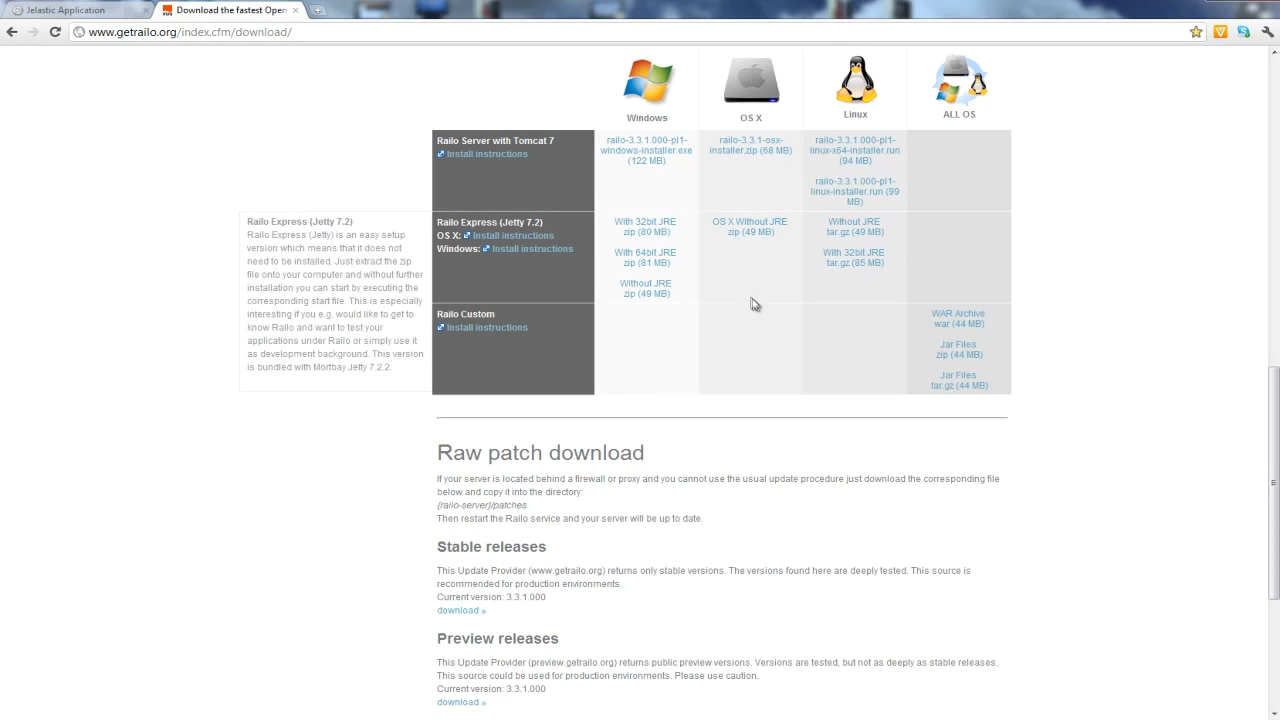 Jelastic Application
Download the fastest Open
www.getrailo.org/index.cfm/download/
Windows
OS X
Linux
ALL OS
Railo Server with Tomcat 7
Install instructions
railo-3.3.1.000-pl1-
windows-installer.exe
(122 MB)
railo-3.3.1-osx-
installer.zip (68 MB)
railo-3.3.1.000-pl1-
linux-x64-installer.run
(94 MB)
railo-3.3.1.000-pl1-
linux-installer.run (99
MB)
Railo Express (Jetty 7.2)
Railo Express (Jetty) is an easy setup
version which means that it does not
need to be installed. Just extract the zip
file onto your computer and without further
installation you can start by executing the
corresponding start file. This is especially
interesting if you e.g. would like to get to
know Railo and want to test your
applications under Railo or simply use it
as development background. This version
is bundled with Mortbay Jetty 7.2.2.
Railo Express (Jetty 7.2)
OS X: Install instructions
Windows: Install instructions
With 32bit JRE
zip (80 MB)
With 64bit JRE
zip (81 MB)
Without JRE
zip (49 MB)
OS X Without JRE
zip (49 MB)
Without JRE
tar.gz (49 MB)
With 32bit JRE
tar.gz (85 MB)
Railo Custom
Install instructions
WAR Archive
war (44 MB)
Jar Files
zip (44 MB)
Jar Files
tar.gz (44 MB)
Raw patch download
If your server is located behind a firewall or proxy and you cannot use the usual update procedure just download the corresponding file
below and copy it into the directory:
{railo-server}/patches
Then restart the Railo service and your server will be up to date.
Stable releases
This Update Provider (www.getrailo.org) returns only stable versions. The versions found here are deeply tested. This source is
recommended for production environments.
Current version: 3.3.1.000
download »
Preview releases
This Update Provider (preview.getrailo.org) returns public preview versions. Versions are tested, but not as deeply as stable releases.
This source could be used for production environments. Please use caution.
Current version: 3.3.1.000
download »